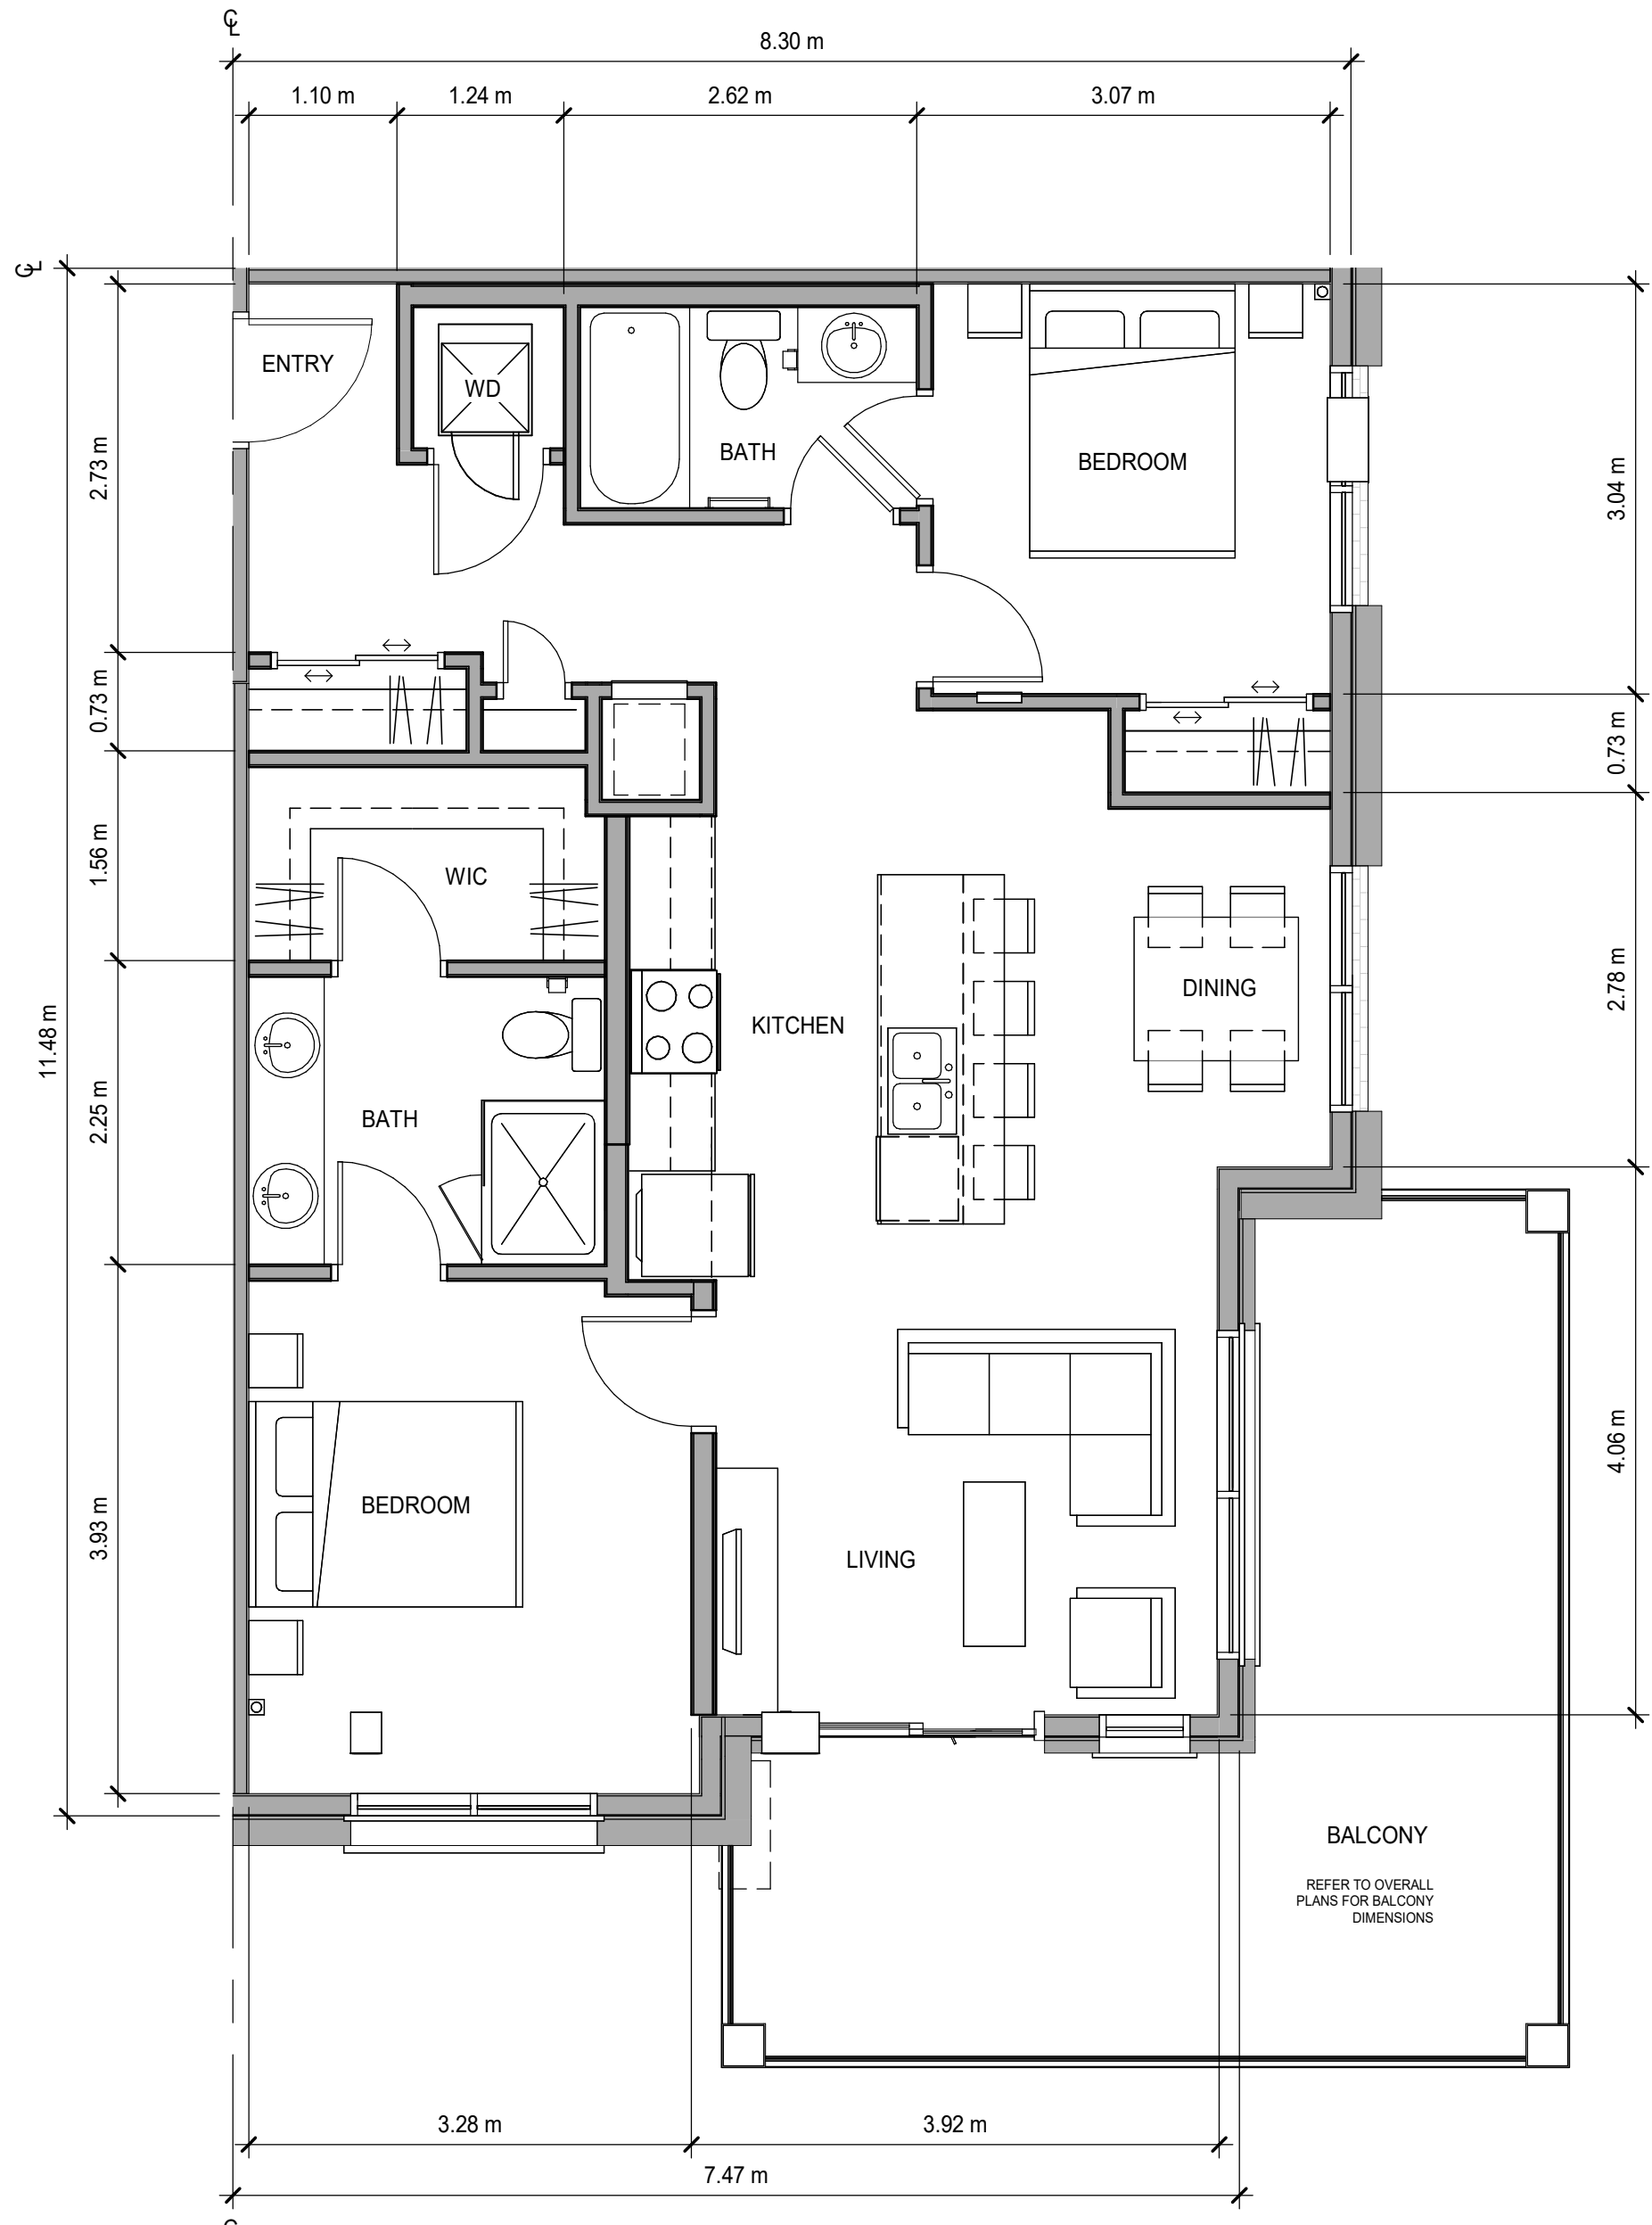 ℄
8.30 m
1.10 m
1.24 m
2.62 m
3.07 m
℄
ENTRY
WD
BATH
BEDROOM
2.73 m
3.04 m
0.73 m
0.73 m
WIC
1.56 m
DINING
2.78 m
KITCHEN
11.48 m
BATH
2.25 m
4.06 m
BEDROOM
3.93 m
LIVING
BALCONY
REFER TO OVERALL
PLANS FOR BALCONY
DIMENSIONS
3.28 m
3.92 m
7.47 m